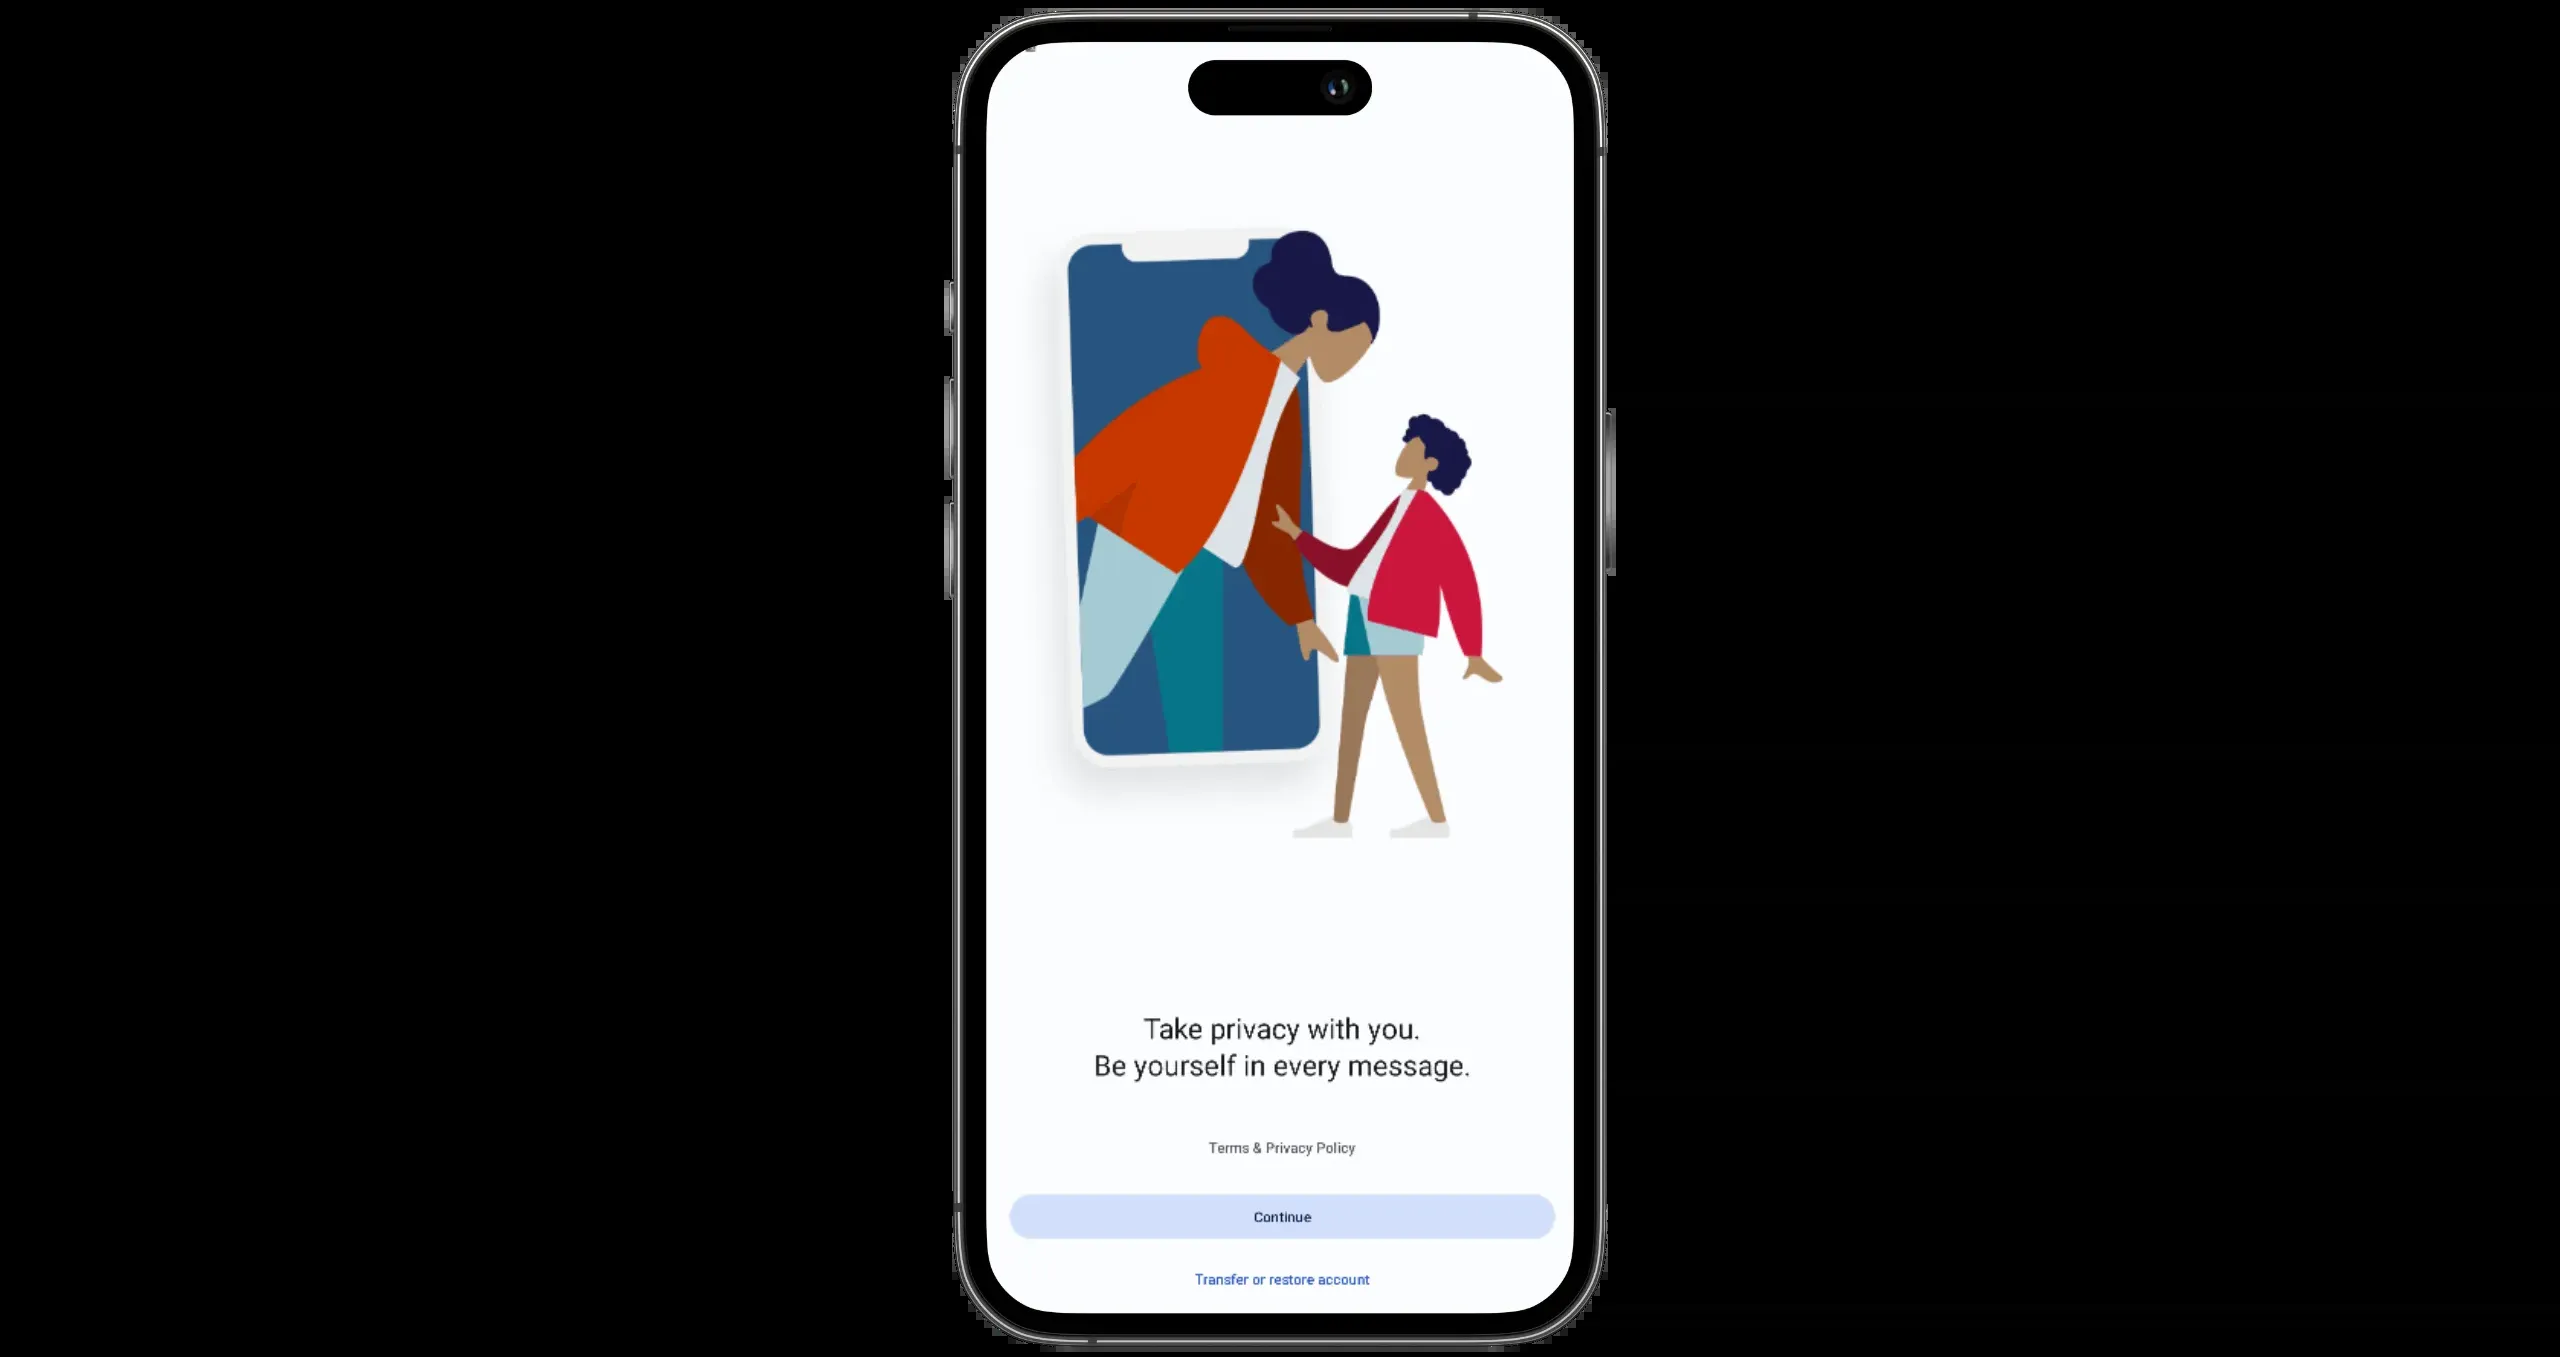 Take privacy with you.
Be yourself in every message.
Terms & Privacy Policy
Continue
Transfer or restore account